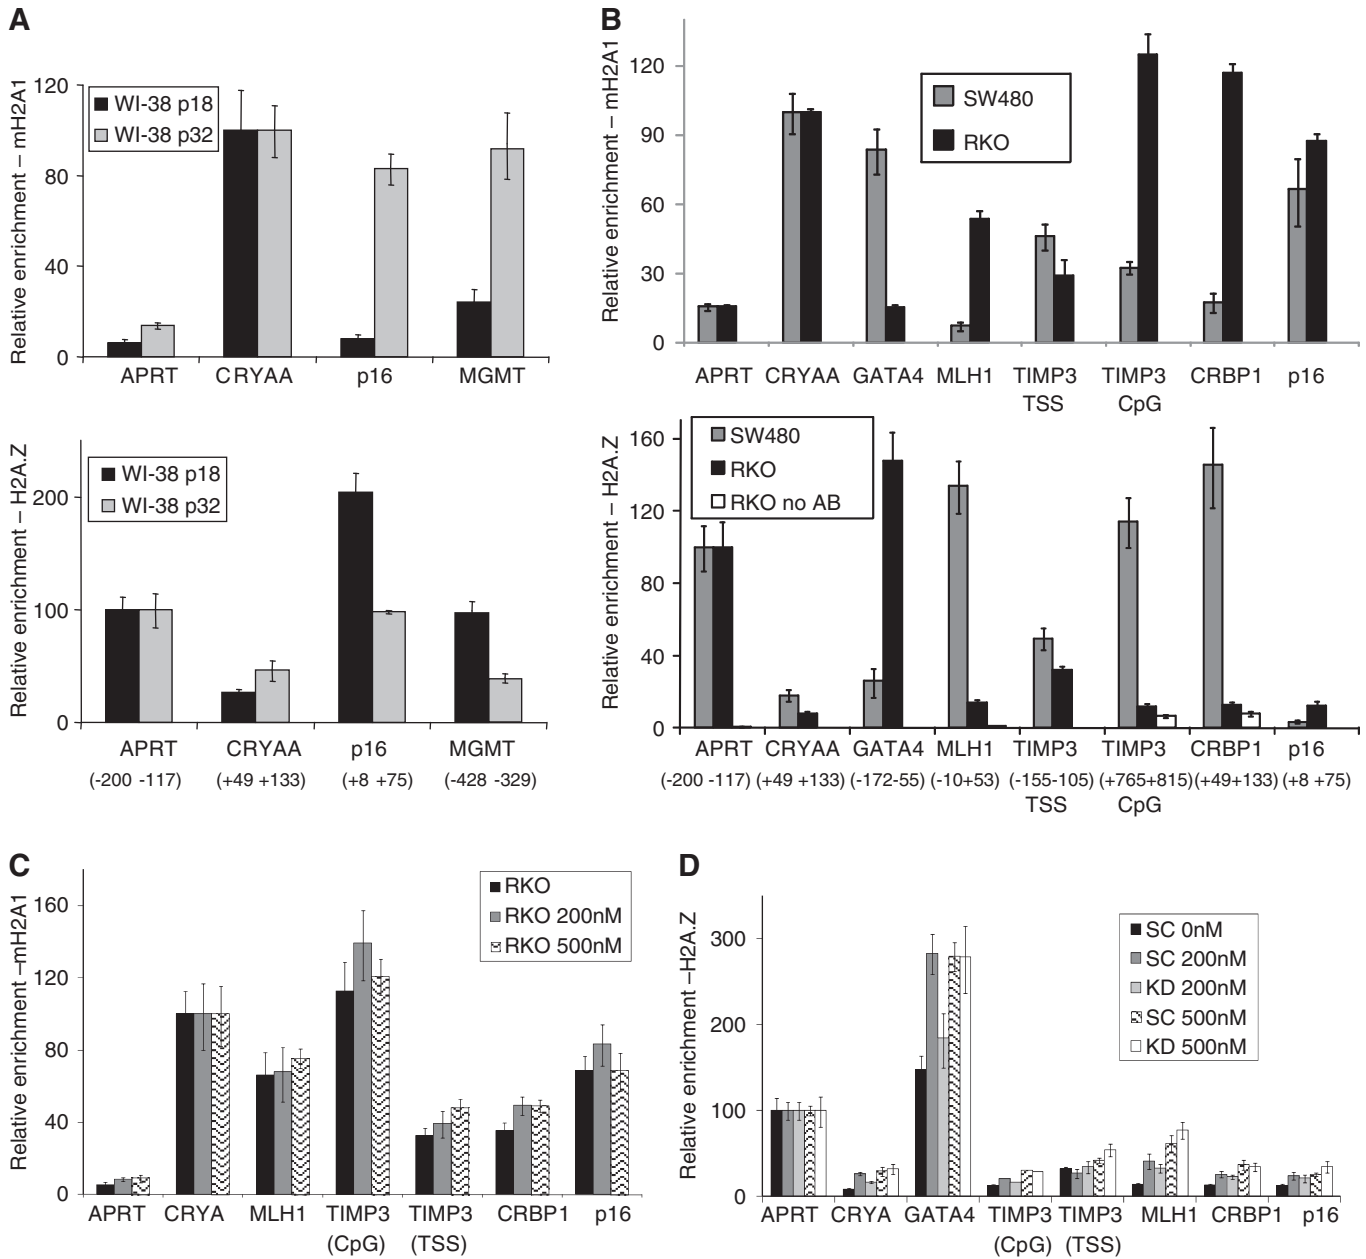 A
Relative enrichment – mH2A1
120
80
40
0
WI-38 p18
WI-38 p32
APRT CRYAA p16 MGMT
Relative enrichment – H2A.Z
200
100
0
WI-38 p18
WI-38 p32
APRT CRYAA p16 MGMT
(-200 -117) (+49 +133) (+8 +75) (-428 -329)
B
Relative enrichment – mH2A1
120
90
60
30
0
SW480
RKO
APRT CRYAA GATA4 MLH1 TIMP3 TIMP3 CRBP1 p16
TSS CpG
Relative enrichment – H2A.Z
160
120
80
40
0
SW480
RKO
RKO no AB
APRT CRYAA GATA4 MLH1 TIMP3 TIMP3 CRBP1 p16
(-200 -117) (+49 +133) (-172-55) (-10+53) (-155-105) (+765+815) (+49+133) (+8 +75)
TSS CpG
C
Relative enrichment –mH2A1
160
120
80
40
0
RKO
RKO 200nM
RKO 500nM
APRT CRYA MLH1 TIMP3 TIMP3 CRBP1 p16
(CpG) (TSS)
D
Relative enrichment –H2A.Z
300
200
100
0
SC 0nM
SC 200nM
KD 200nM
SC 500nM
KD 500nM
APRT CRYA GATA4 TIMP3 TIMP3 MLH1 CRBP1 p16
(CpG) (TSS)